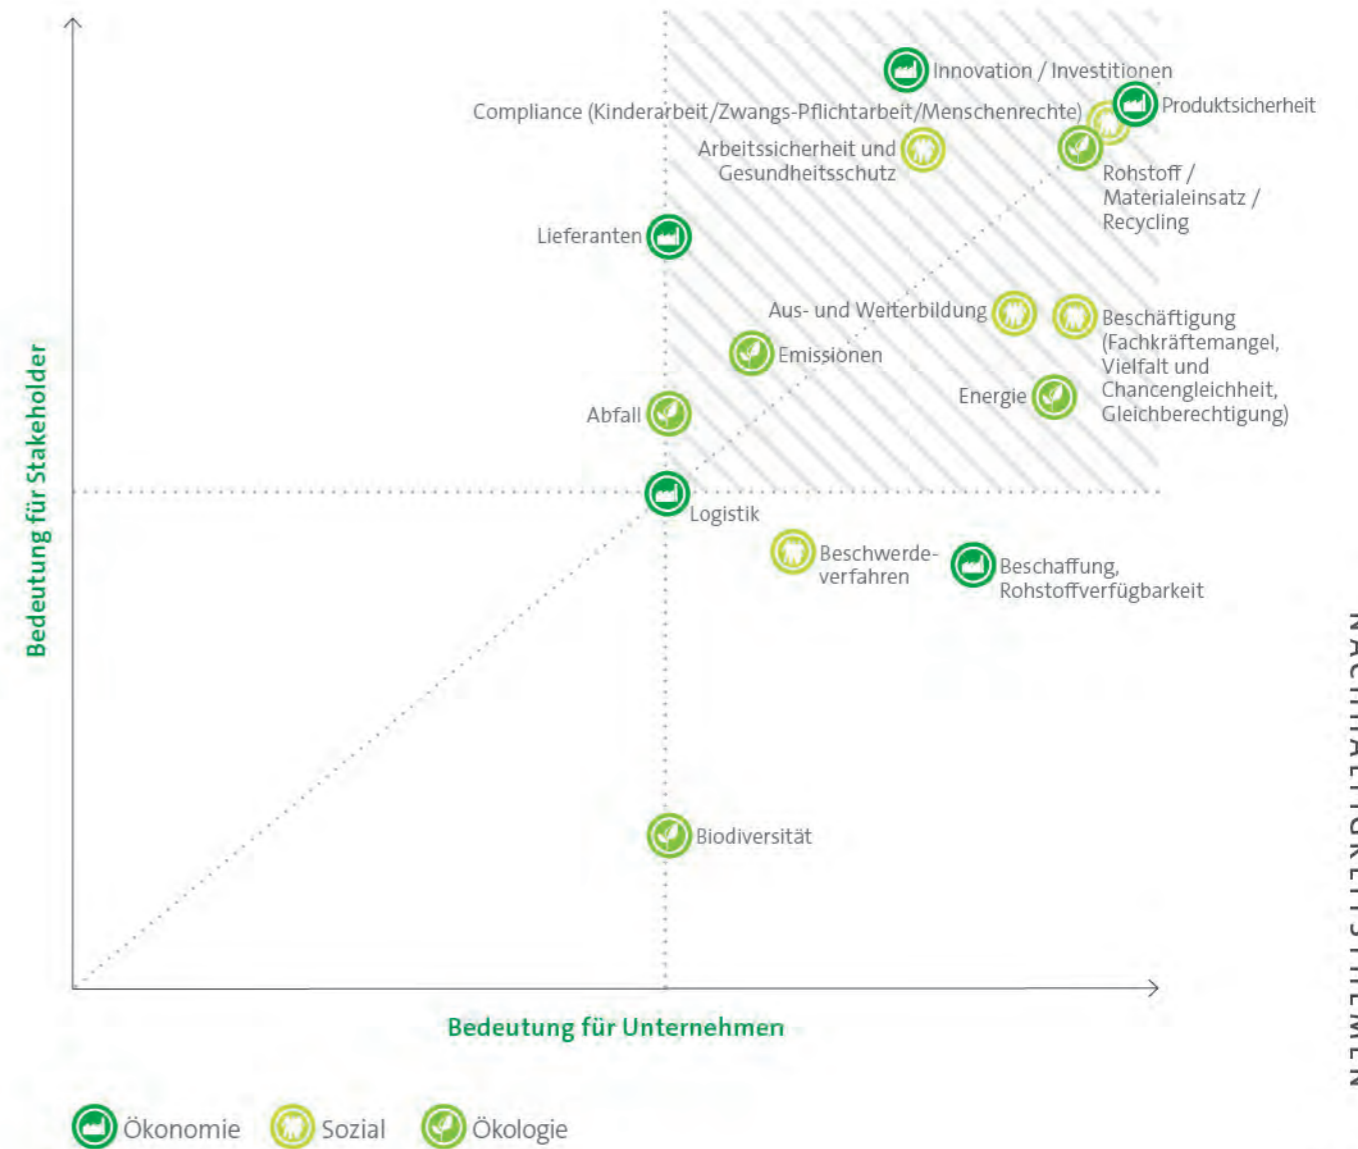 Innovation / Investitionen
Compliance (Kinderarbeit/Zwangs-Pflichtarbeit/Menschenrechte)
Produktsicherheit
Arbeitssicherheit und
Gesundheitsschutz
Rohstoff /
Materialeinsatz /
Recycling
Lieferanten
Aus- und Weiterbildung
Beschäftigung
(Fachkräftemangel,
Vielfalt und
Chancengleichheit,
Gleichberechtigung)
Emissionen
Energie
Abfall
Logistik
Beschwerde-
verfahren
Beschaffung,
Rohstoffverfügbarkeit
Biodiversität
Bedeutung für Stakeholder
Bedeutung für Unternehmen
Ökonomie
Sozial
Ökologie
NACHHALTIGKEITSTHEMEN